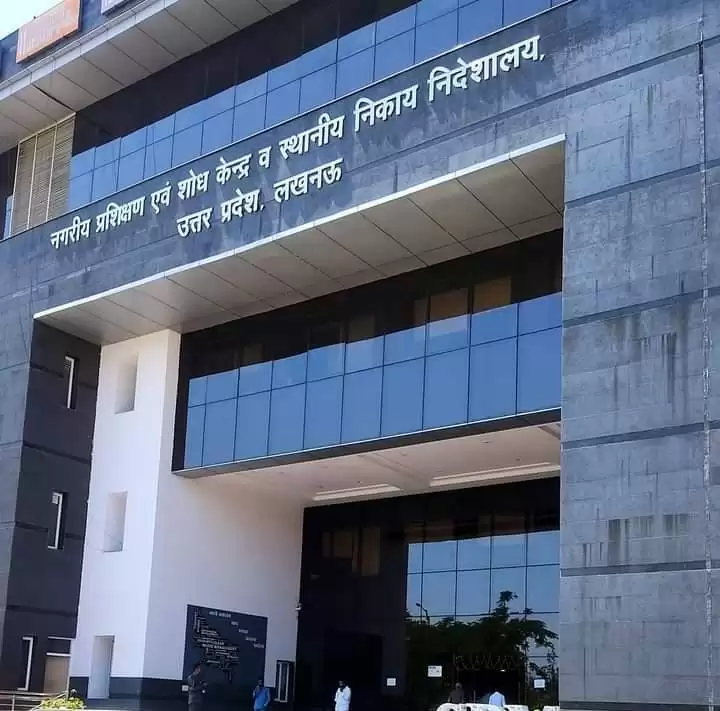 नगरीय प्रशिक्षण एवं शोध केन्द्र व स्थानीय निकाय निदेशालय,
उत्तर प्रदेश, लखनऊ